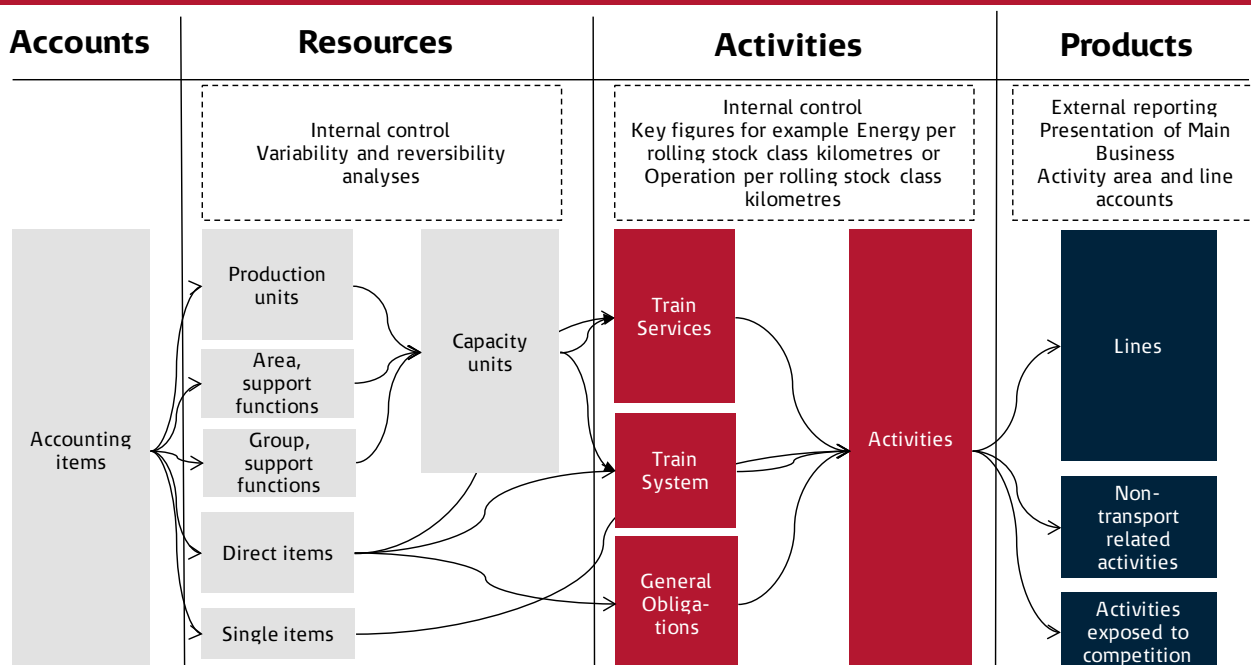 Accounts
Resources
Activities
Products
Internal control
Variability and reversibility
analyses
Internal control
Key figures for example Energy per
rolling stock class kilometres or
Operation per rolling stock class
kilometres
External reporting
Presentation of Main
Business
Activity area and line
accounts
Accounting
items
Production
units
Area,
support
functions
Group,
support
functions
Direct items
Single items
Capacity
units
Train
Services
Train
System
General
Obliga-
tions
Activities
Lines
Non-
transport
related
activities
Activities
exposed to
competition